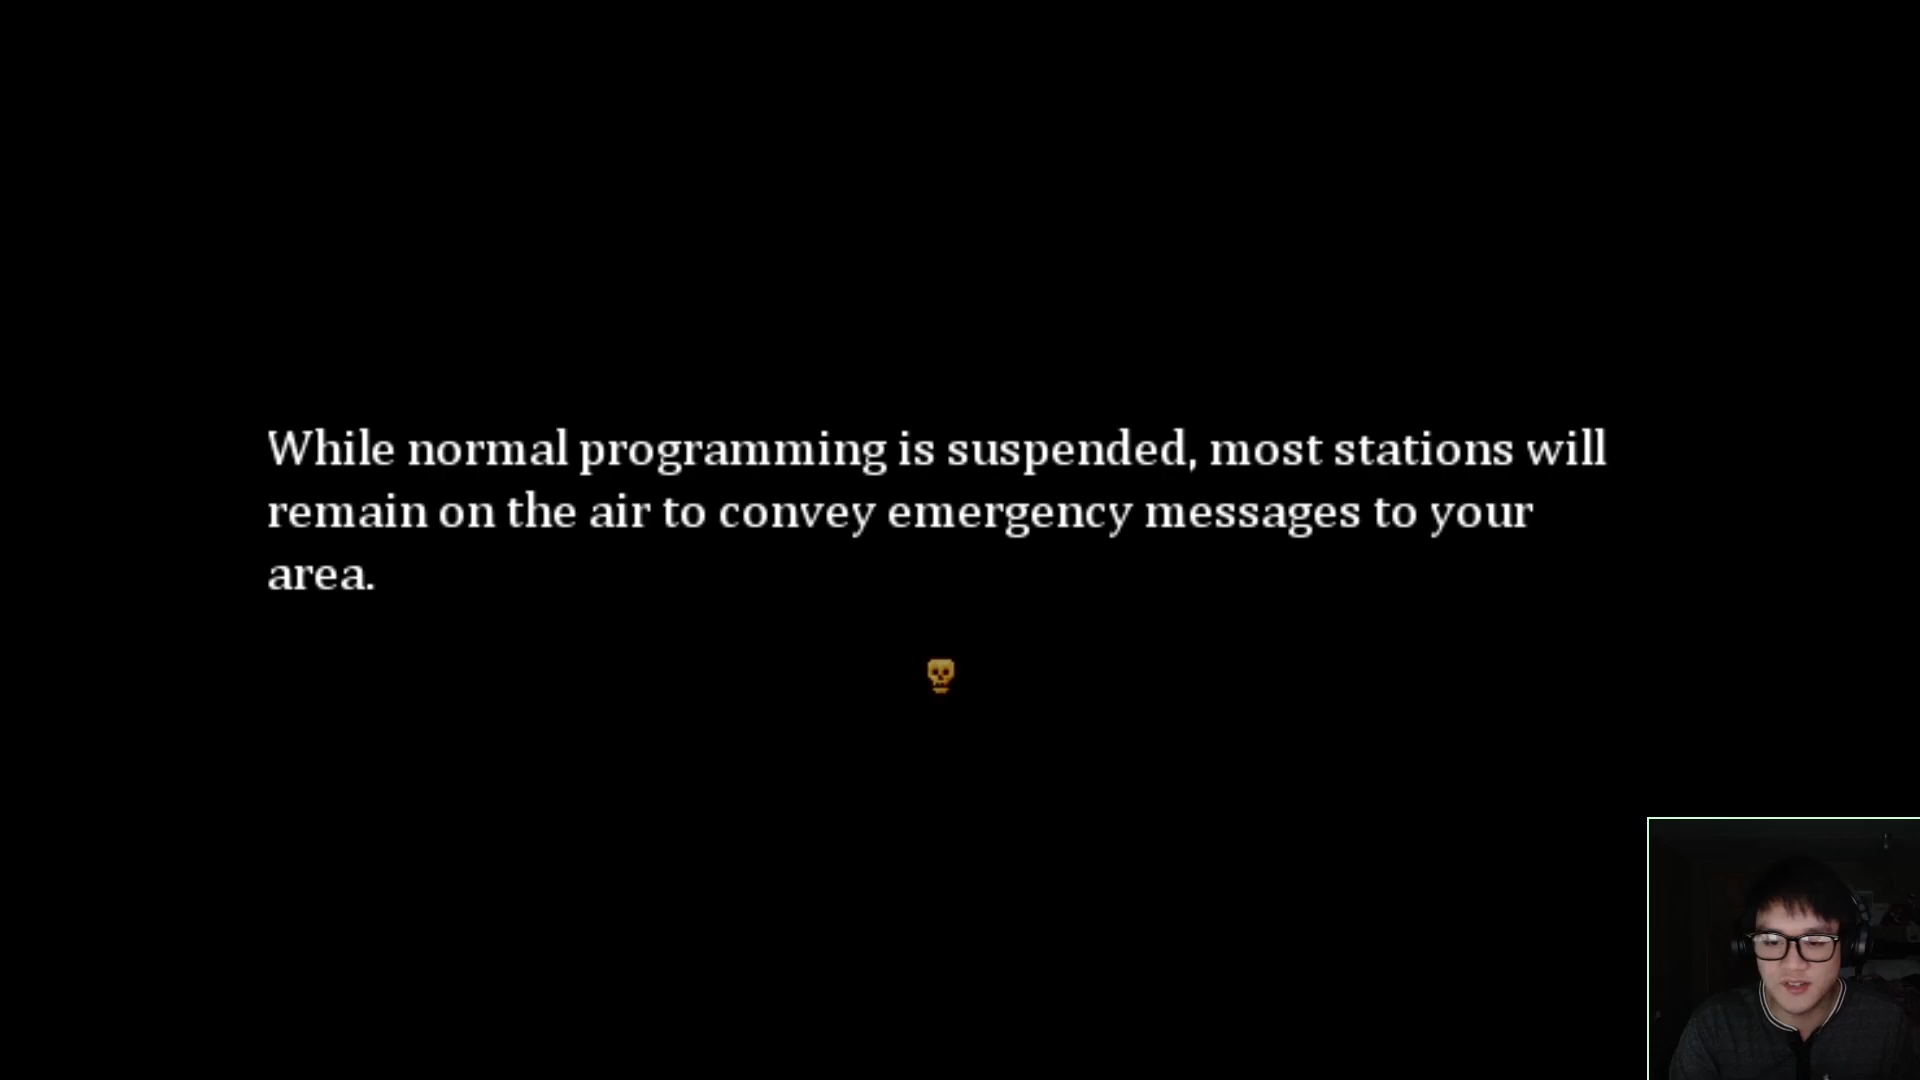 While normal programming is suspended, most stations will
remain on the air to convey emergency messages to your
area.